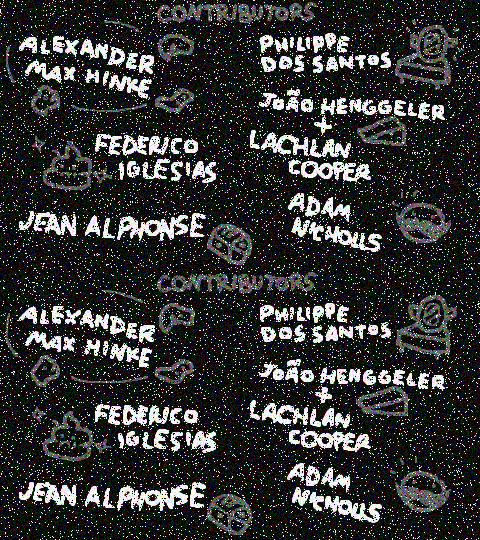 CONTRIBUTORS
ALEXANDER
MAX HINKE
PHILIPPE
DOS SANTOS
JOÃO HENGGELER
+
LACHLAN
COOPER
FEDERICO
IGLESIAS
ADAM
NICHOLLS
JEAN ALPHONSE
CONTRIBUTORS
ALEXANDER
MAX HINKE
PHILIPPE
DOS SANTOS
JOÃO HENGGELER
+
LACHLAN
COOPER
FEDERICO
IGLESIAS
ADAM
NICHOLLS
JEAN ALPHONSE